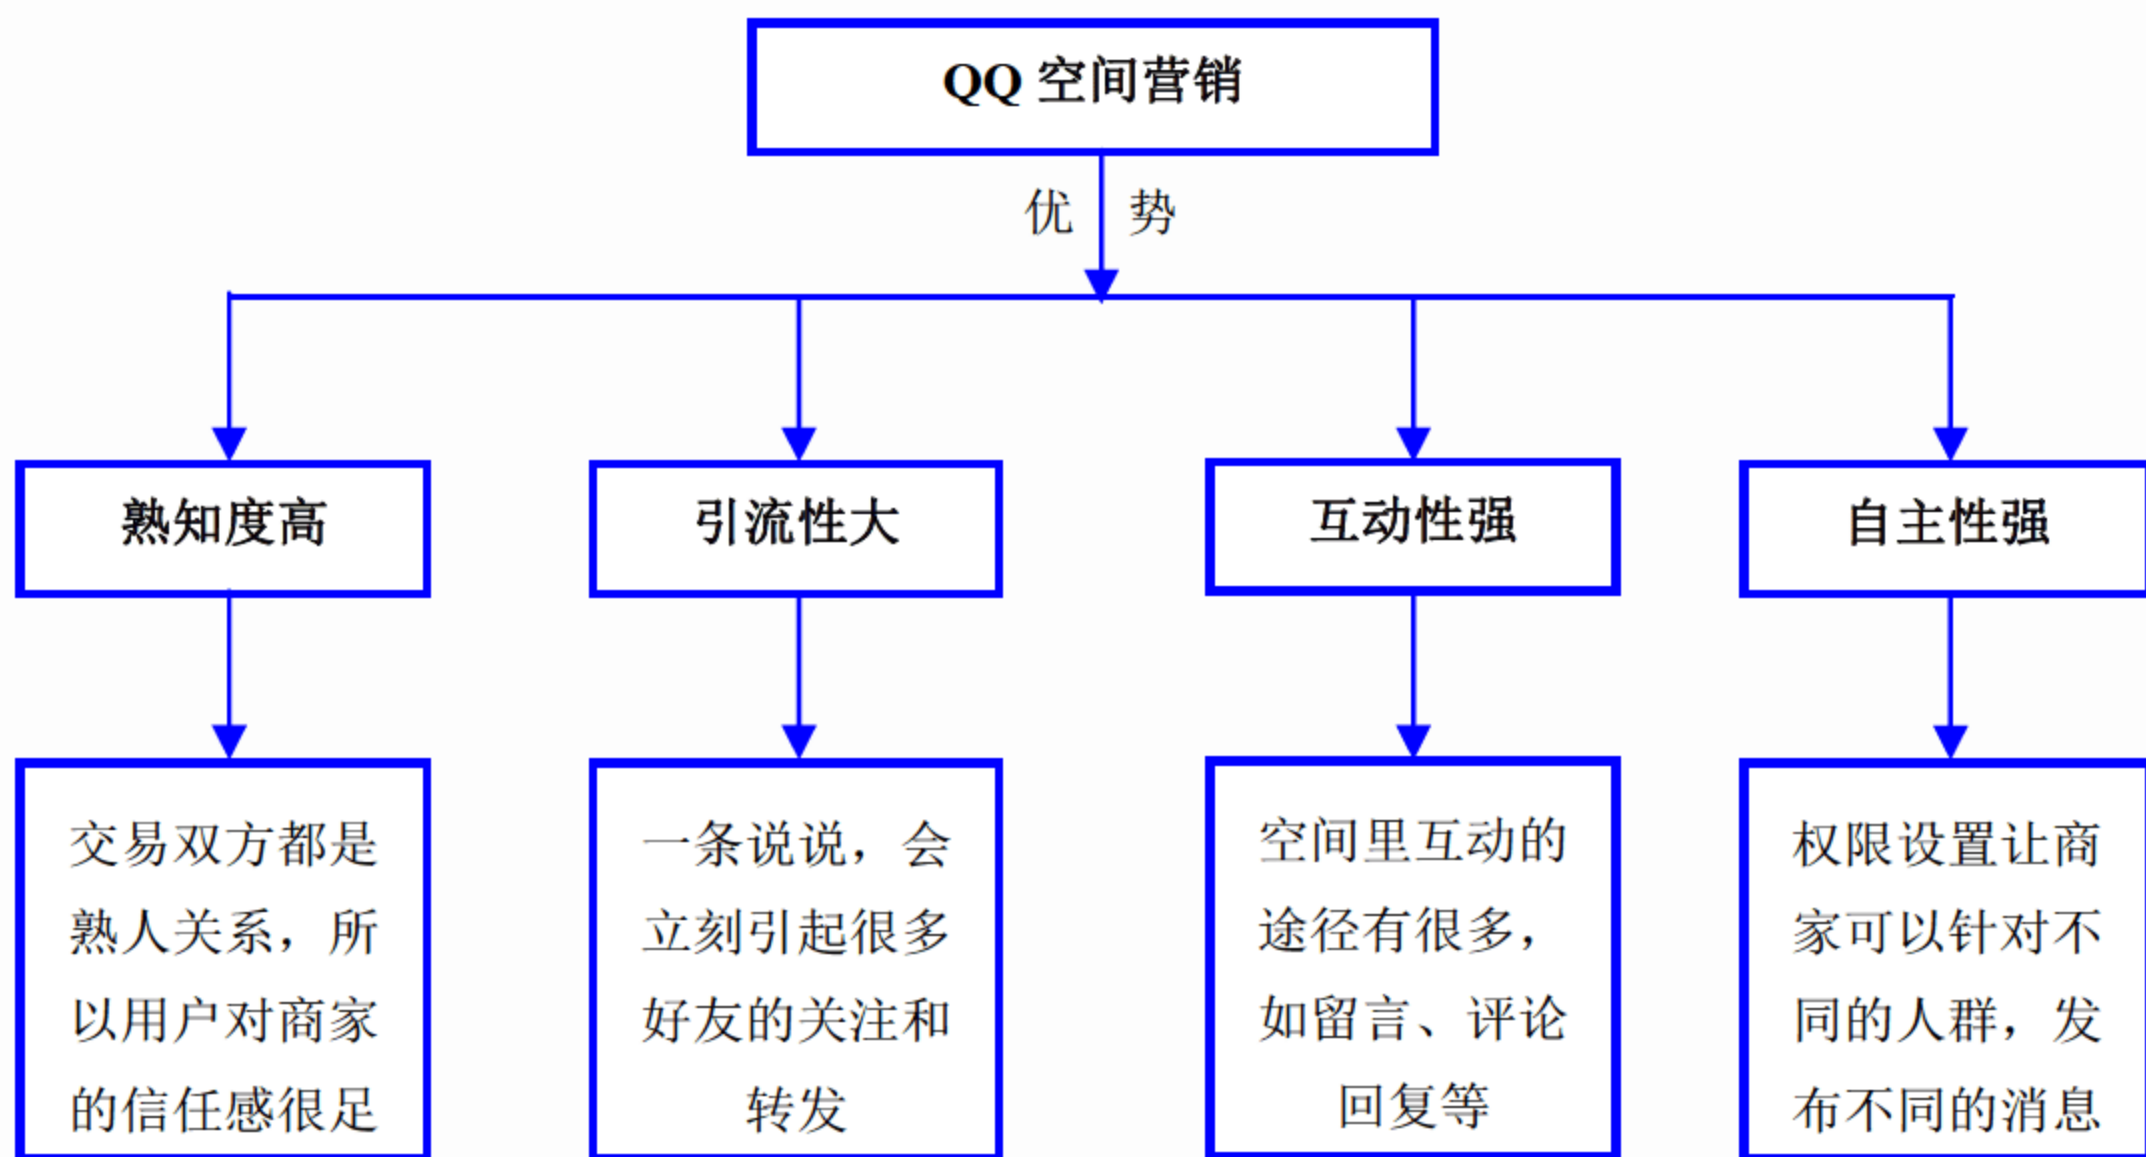 QQ 空间营销
优 势
熟知度高
引流性大
互动性强
自主性强
交易双方都是
熟人关系，所
以用户对商家
的信任感很足
一条说说，会
立刻引起很多
好友的关注和
转发
空间里互动的
途径有很多，
如留言、评论
回复等
权限设置让商
家可以针对不
同的人群，发
布不同的消息